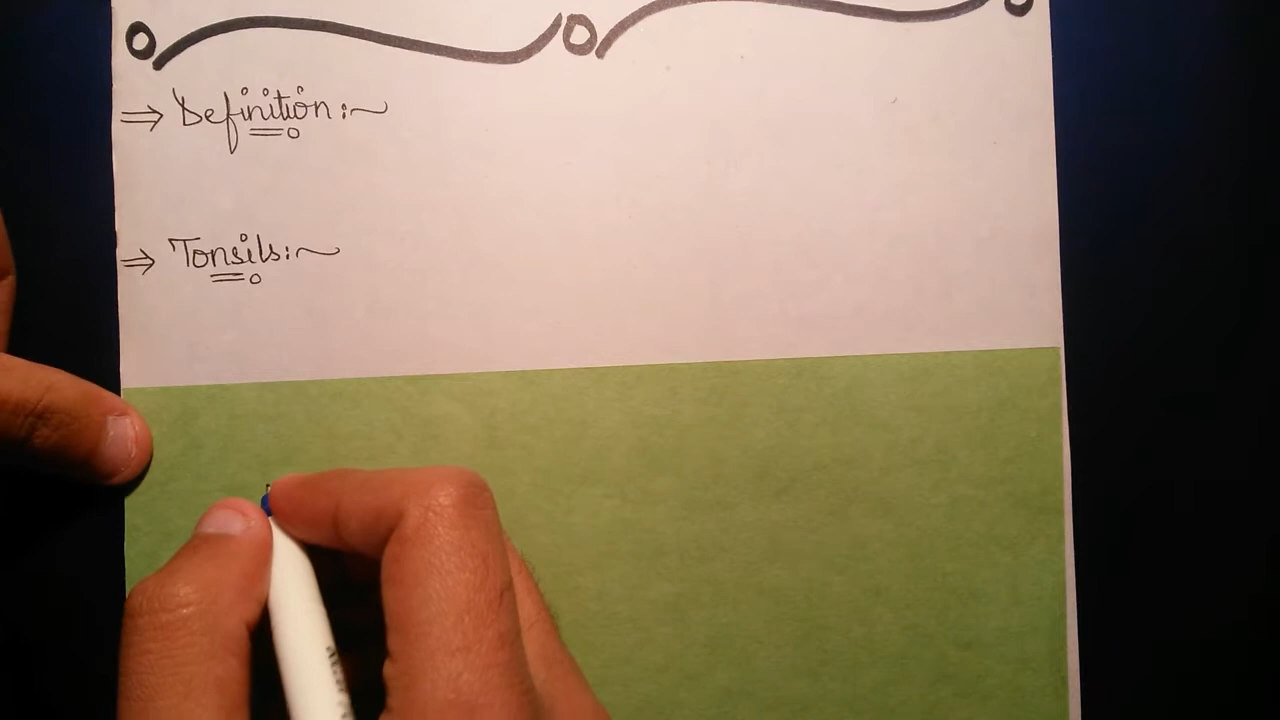 ⇒ Definition:~
⇒ Tonsils:~